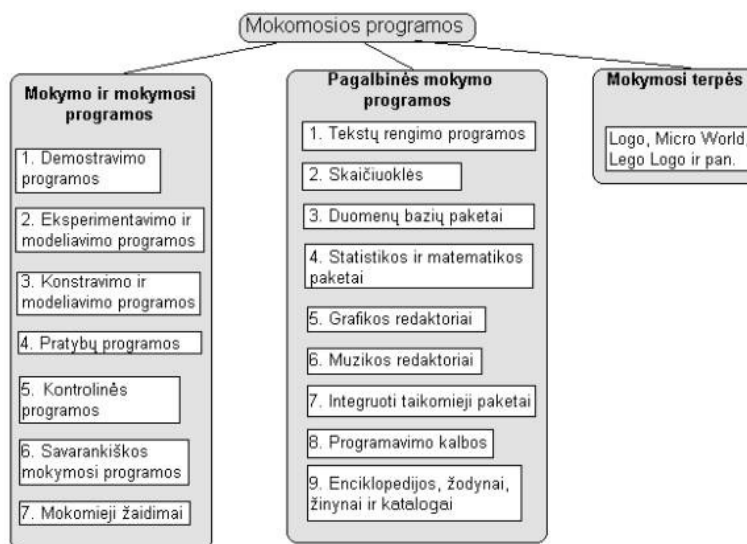 Mokomosios programos
Mokymo ir mokymosi
programos
1. Demostravimo
programos
2. Eksperimentavimo ir
modeliavimo programos
3. Konstravimo ir
modeliavimo programos
4. Pratybų programos
5. Kontrolinės
programos
6. Savarankiškos
mokymosi programos
7. Mokomieji žaidimai
Pagalbinės mokymo
programos
1. Tekstų rengimo programos
2. Skaičiuoklės
3. Duomenų bazių paketai
4. Statistikos ir matematikos
paketai
5. Grafikos redaktoriai
6. Muzikos redaktoriai
7. Integruoti taikomieji paketai
8. Programavimo kalbos
9. Enciklopedijos, žodynai,
žinynai ir katalogai
Mokymosi terpės
Logo, Micro World,
Lego Logo ir pan.